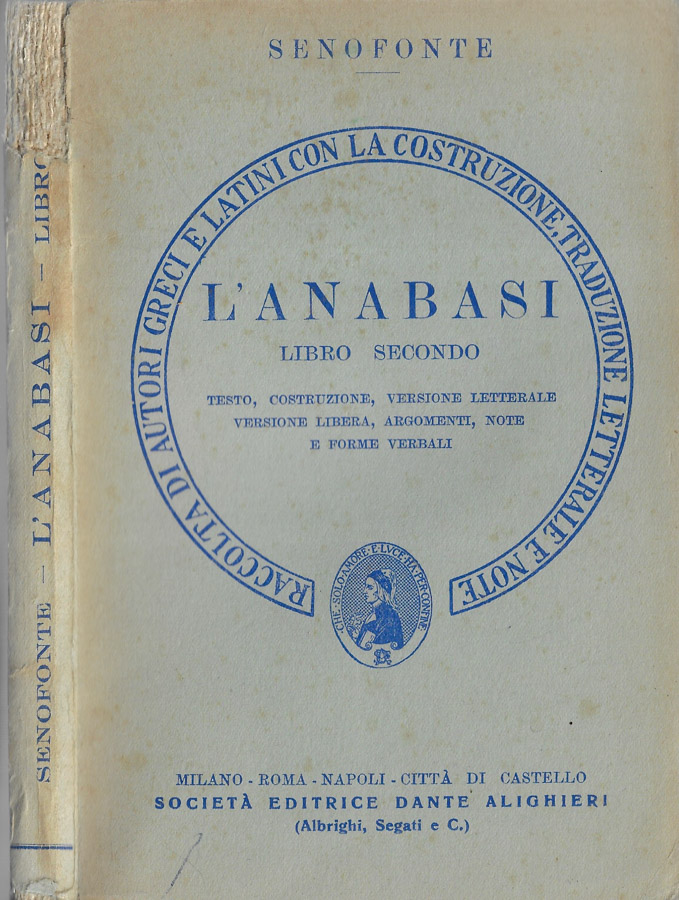 SENOFONTE – L'ANABASI – LIBRO
SENOFONTE
RACCOLTA DI AUTORI GRECI E LATINI CON LA COSTRUZIONE, TRADUZIONE LETTERALE E NOTE
L'ANABASI
LIBRO SECONDO
TESTO, COSTRUZIONE, VERSIONE LETTERALE
VERSIONE LIBERA, ARGOMENTI, NOTE
E FORME VERBALI
CHE·SOLO·AMORE·E·LVCE·HA·PER·CONFINE
MILANO - ROMA - NAPOLI - CITTÀ DI CASTELLO
SOCIETÀ EDITRICE DANTE ALIGHIERI
(Albrighi, Segati e C.)